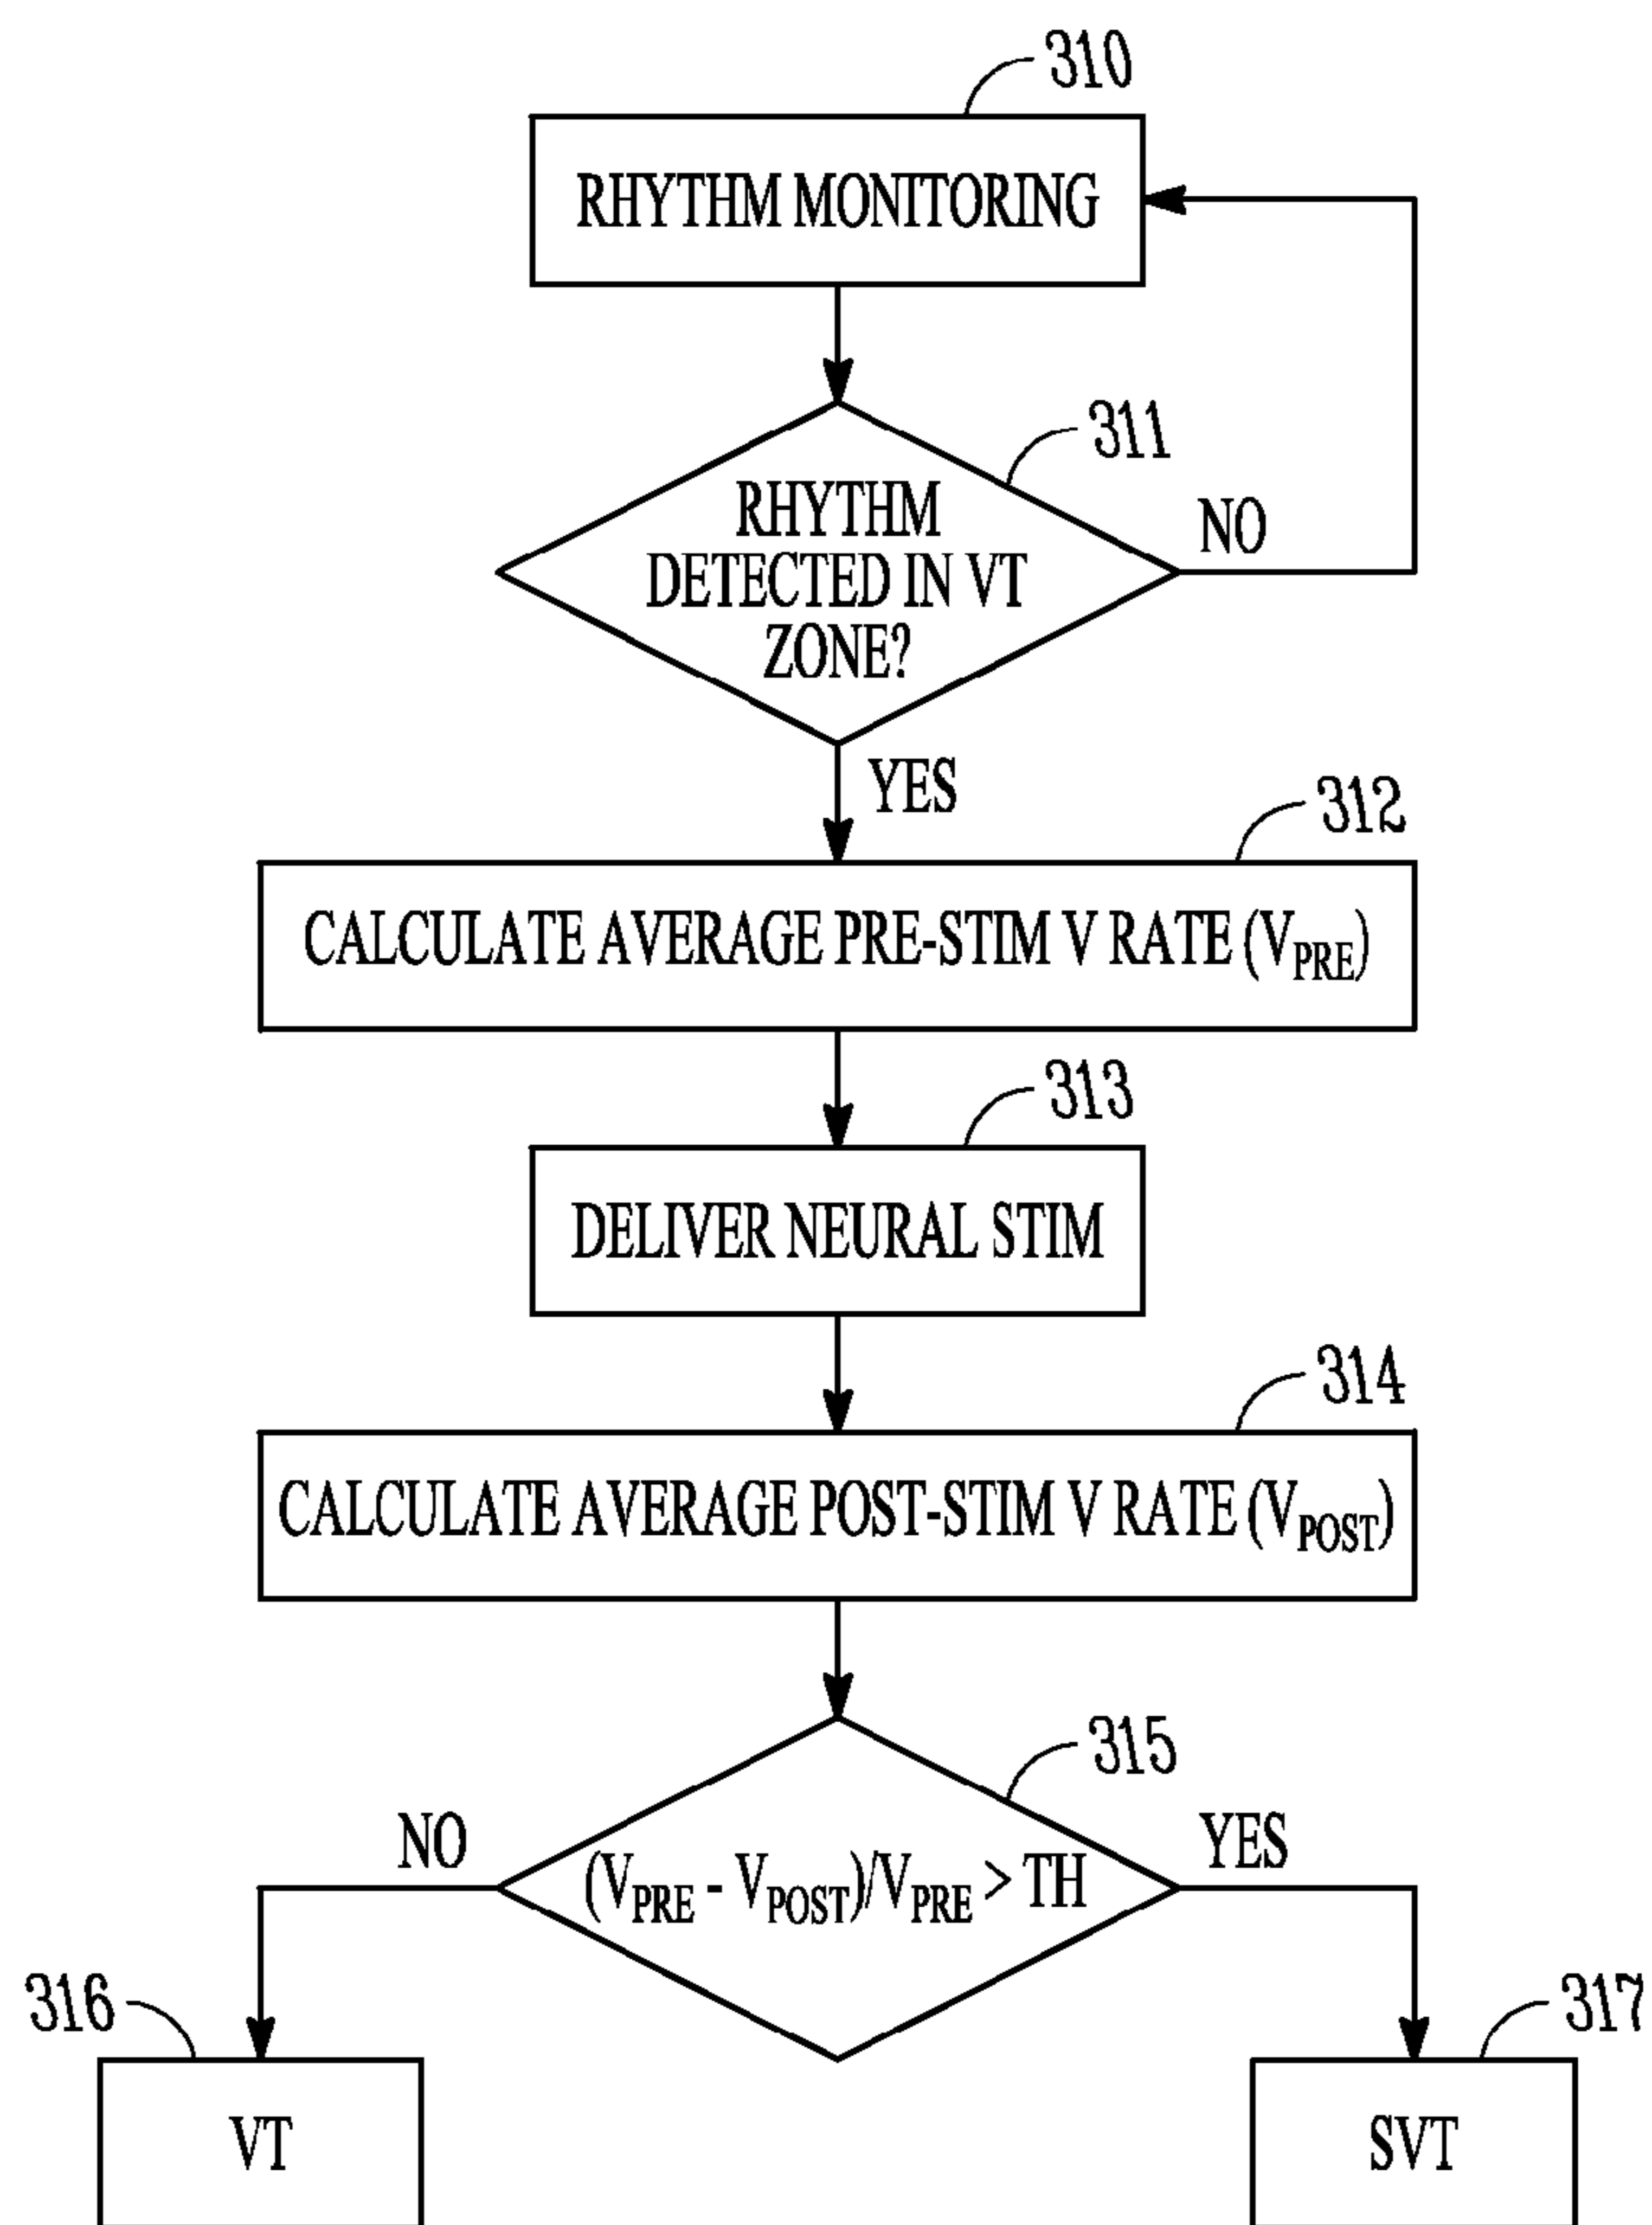 310
RHYTHM MONITORING
311
RHYTHM
DETECTED IN VT
ZONE?
NO
YES
312
CALCULATE AVERAGE PRE-STIM V RATE (VPRE)
313
DELIVER NEURAL STIM
314
CALCULATE AVERAGE POST-STIM V RATE (VPOST)
315
NO
(VPRE - VPOST)/VPRE > TH
YES
316
VT
317
SVT